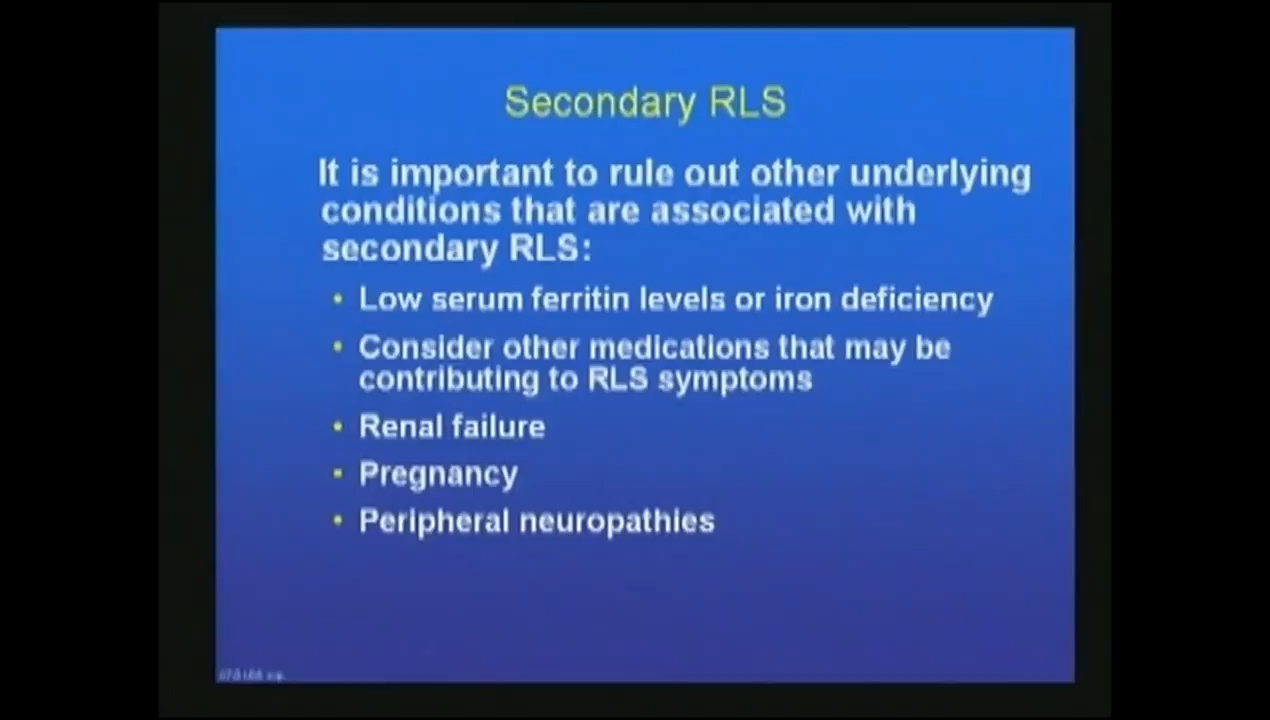 Secondary RLS
It is important to rule out other underlying
conditions that are associated with
secondary RLS:
• Low serum ferritin levels or iron deficiency
• Consider other medications that may be
contributing to RLS symptoms
• Renal failure
• Pregnancy
• Peripheral neuropathies